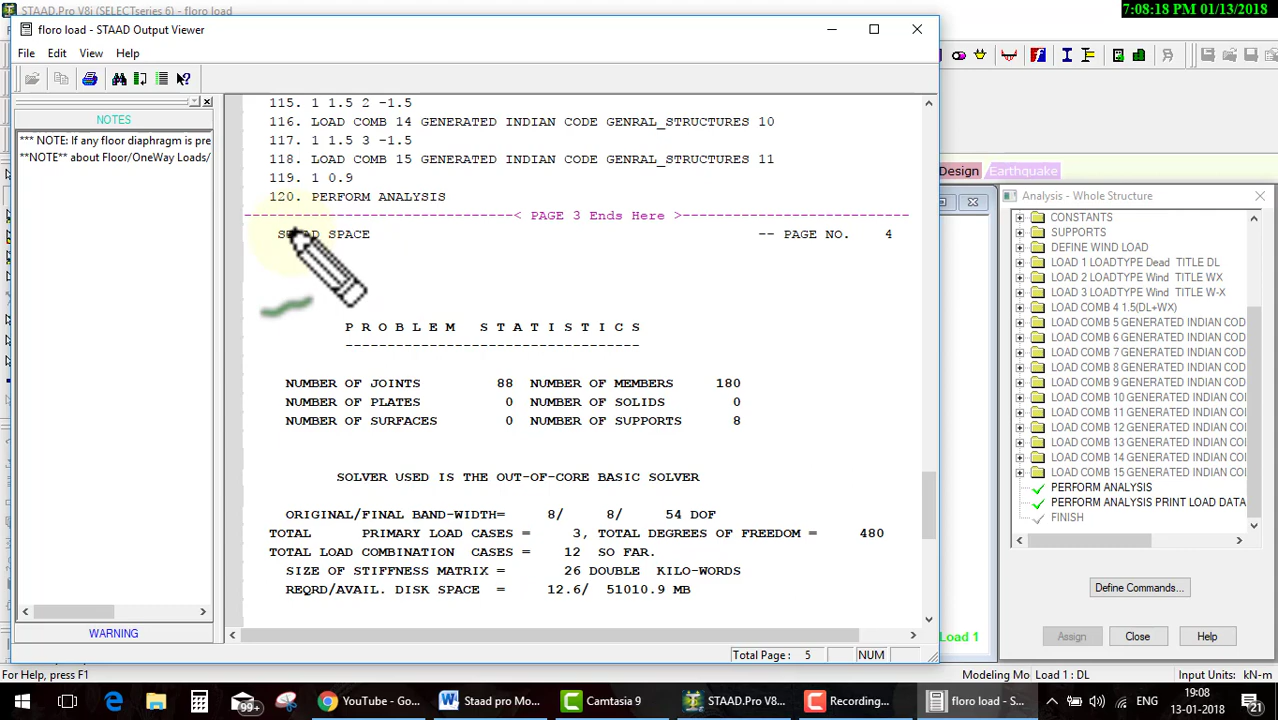 STAAD.Pro V8i (SELECTseries 6) - floro load
7:08:18 PM 01/13/2018
floro load - STAAD Output Viewer
File Edit View Help
NOTES
*** NOTE: If any floor diaphragm is pre
**NOTE** about Floor/OneWay Loads/
WARNING
115. 1 1.5 2 -1.5
116. LOAD COMB 14 GENERATED INDIAN CODE GENRAL_STRUCTURES 10
117. 1 1.5 3 -1.5
118. LOAD COMB 15 GENERATED INDIAN CODE GENRAL_STRUCTURES 11
119. 1 0.9
120. PERFORM ANALYSIS
< PAGE 3 Ends Here >
SPACE -- PAGE NO. 4
P R O B L E M S T A T I S T I C S
NUMBER OF JOINTS 88 NUMBER OF MEMBERS 180
NUMBER OF PLATES 0 NUMBER OF SOLIDS 0
NUMBER OF SURFACES 0 NUMBER OF SUPPORTS 8
SOLVER USED IS THE OUT-OF-CORE BASIC SOLVER
ORIGINAL/FINAL BAND-WIDTH= 8/ 8/ 54 DOF
TOTAL PRIMARY LOAD CASES = 3, TOTAL DEGREES OF FREEDOM = 480
TOTAL LOAD COMBINATION CASES = 12 SO FAR.
SIZE OF STIFFNESS MATRIX = 26 DOUBLE KILO-WORDS
REQRD/AVAIL. DISK SPACE = 12.6/ 51010.9 MB
Total Page: 5 NUM
Design Earthquake
Analysis - Whole Structure
CONSTANTS
SUPPORTS
DEFINE WIND LOAD
LOAD 1 LOADTYPE Dead TITLE DL
LOAD 2 LOADTYPE Wind TITLE WX
LOAD 3 LOADTYPE Wind TITLE W-X
LOAD COMB 4 1.5(DL+WX)
LOAD COMB 5 GENERATED INDIAN COD
LOAD COMB 6 GENERATED INDIAN COD
LOAD COMB 7 GENERATED INDIAN COD
LOAD COMB 8 GENERATED INDIAN COD
LOAD COMB 9 GENERATED INDIAN COD
LOAD COMB 10 GENERATED INDIAN CO
LOAD COMB 11 GENERATED INDIAN CO
LOAD COMB 12 GENERATED INDIAN CO
LOAD COMB 13 GENERATED INDIAN CO
LOAD COMB 14 GENERATED INDIAN CO
LOAD COMB 15 GENERATED INDIAN CO
PERFORM ANALYSIS
PERFORM ANALYSIS PRINT LOAD DATA
FINISH
Define Commands...
Assign Close Help
Load 1
For Help, press F1 Modeling Mo Load 1 : DL Input Units: kN-m
99+ YouTube - Go... Staad pro Mo... Camtasia 9 STAAD.Pro V8... Recording... floro load - S... ENG 19:08
13-01-2018 21